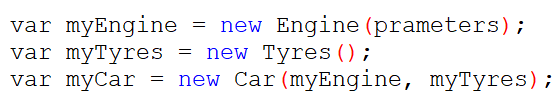 var myEngine = new Engine(prameters);
var myTyres = new Tyres();
var myCar = new Car(myEngine, myTyres);